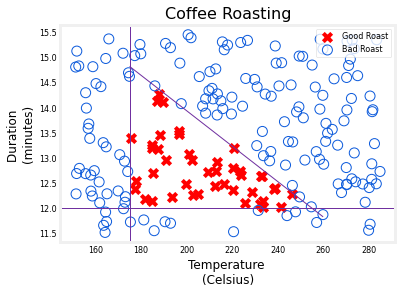 Coffee Roasting
Good Roast
Bad Roast
15.5
15.0
14.5
14.0
13.5
13.0
12.5
12.0
11.5
Duration
(minutes)
160
180
200
220
240
260
280
Temperature
(Celsius)